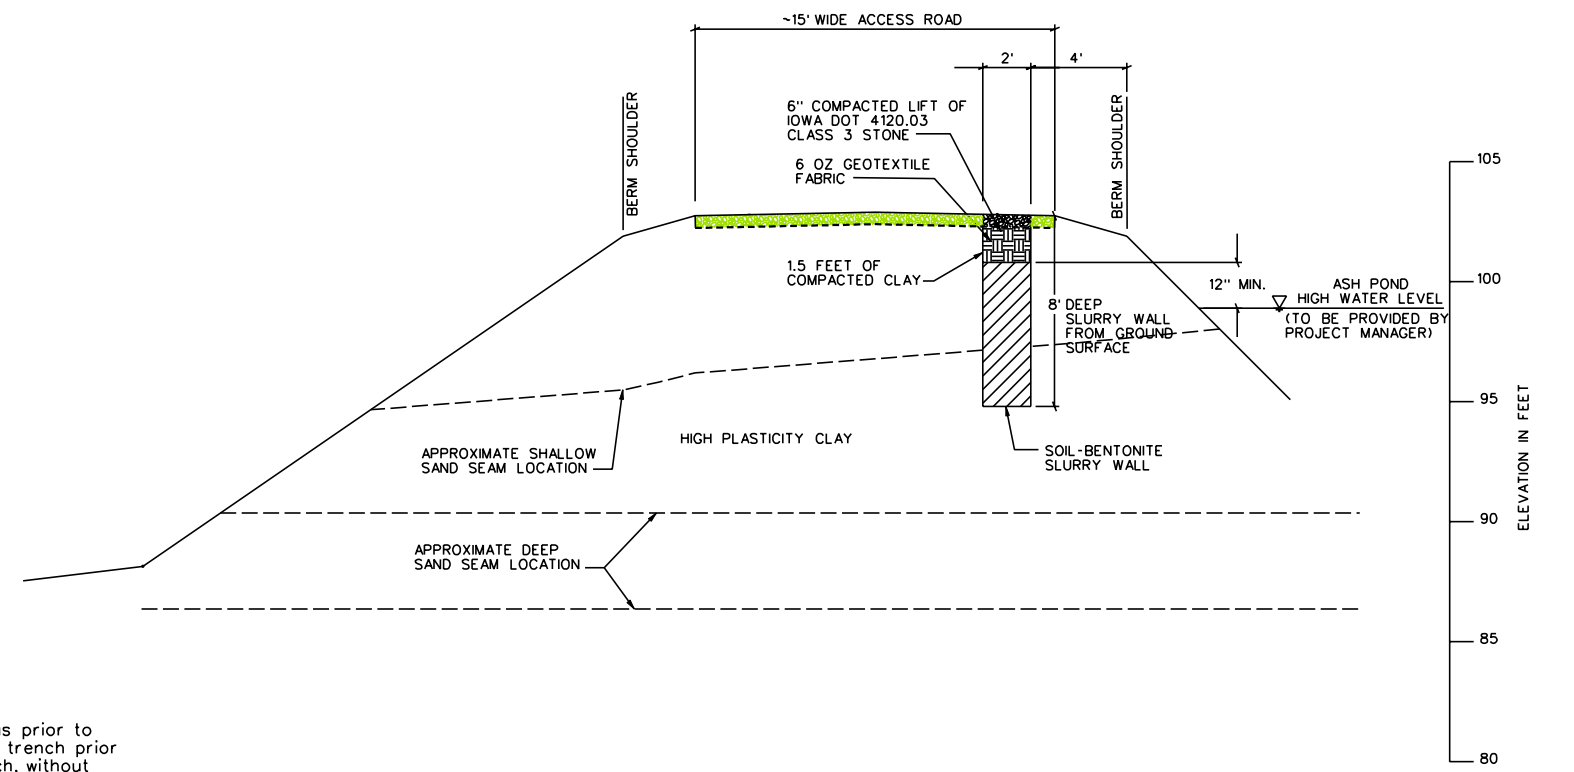 ~15' WIDE ACCESS ROAD
2'
4'
BERM SHOULDER
6" COMPACTED LIFT OF
IOWA DOT 4120.03
CLASS 3 STONE
BERM SHOULDER
6 OZ GEOTEXTILE
FABRIC
105
1.5 FEET OF
COMPACTED CLAY
12" MIN.
ASH POND
HIGH WATER LEVEL
(TO BE PROVIDED BY
PROJECT MANAGER)
100
8' DEEP
SLURRY WALL
FROM GROUND
SURFACE
95
HIGH PLASTICITY CLAY
APPROXIMATE SHALLOW
SAND SEAM LOCATION
SOIL-BENTONITE
SLURRY WALL
ELEVATION IN FEET
90
APPROXIMATE DEEP
SAND SEAM LOCATION
85
prior to
trench prior
without
80